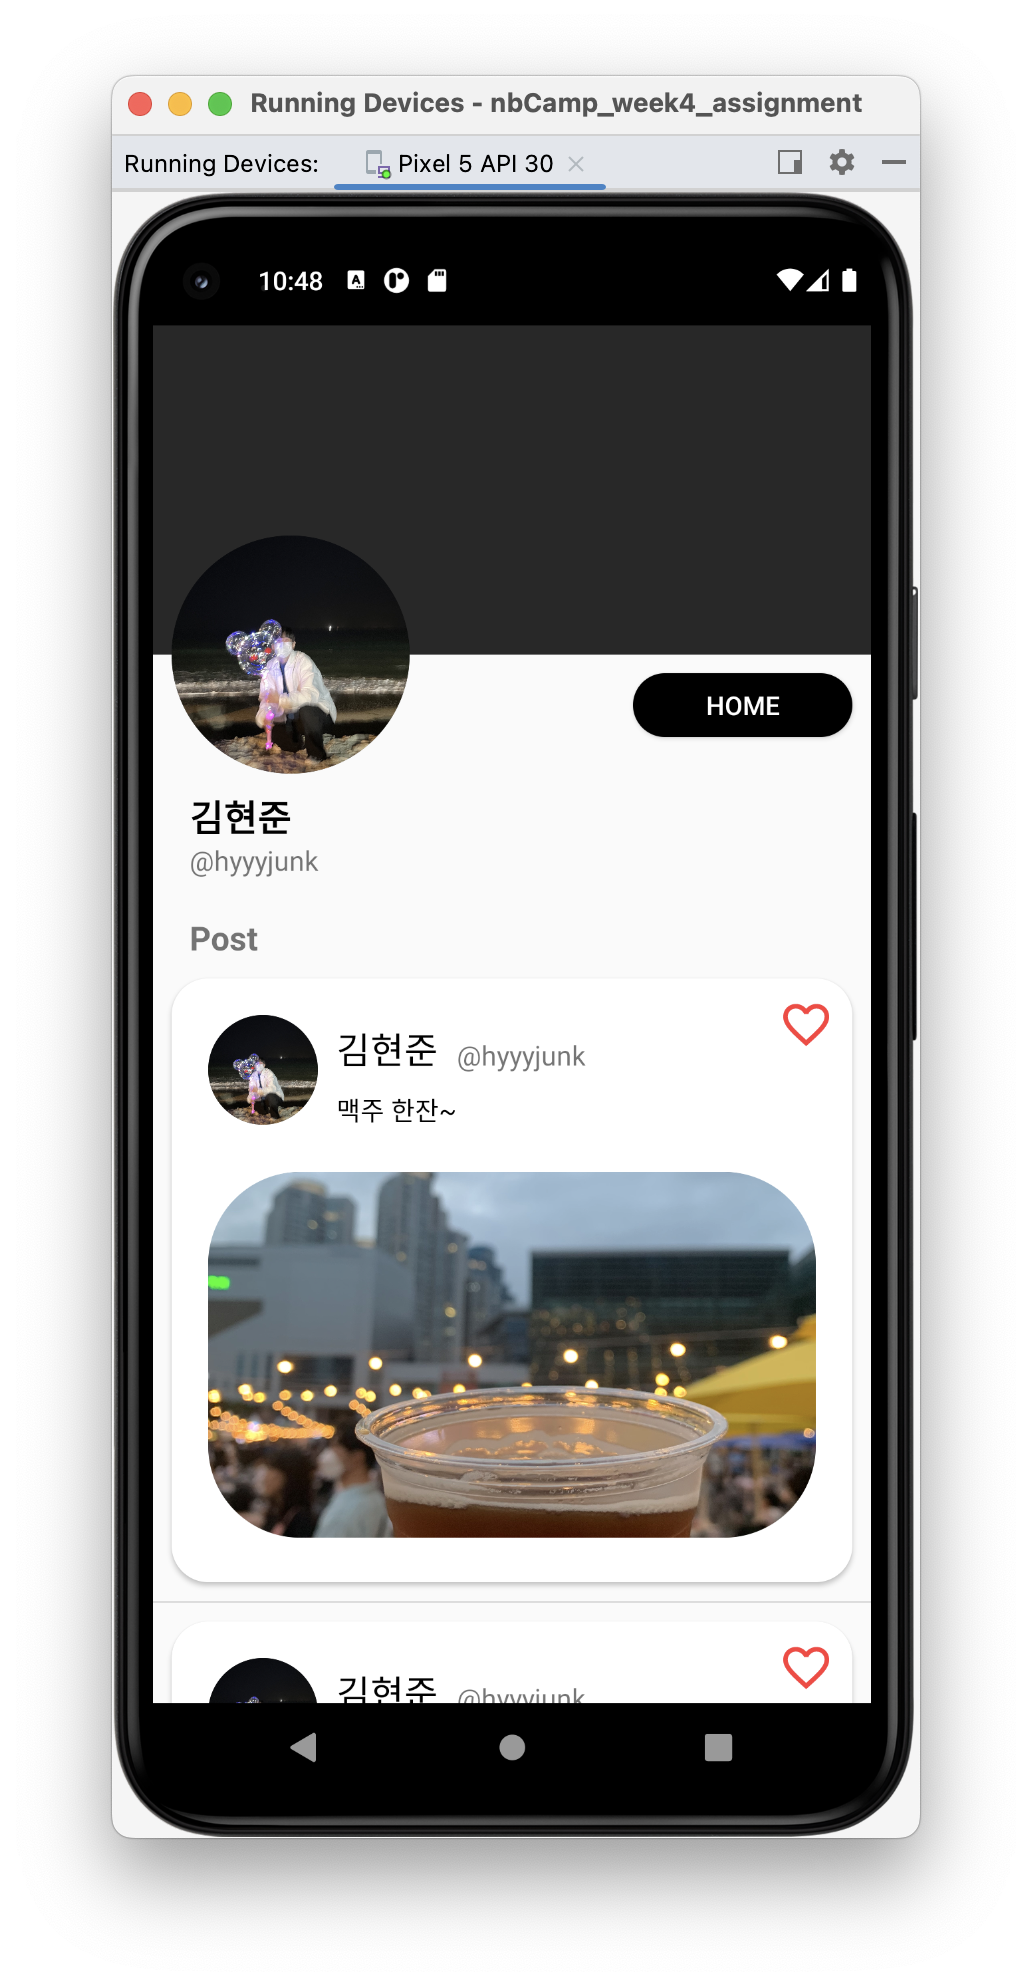 Running Devices - nbCamp_week4_assignment
Running Devices: Pixel 5 API 30
10:48
HOME
김현준
@hyyyjunk
Post
김현준 @hyyyjunk
맥주 한잔~
김현준 @hyyyjunk